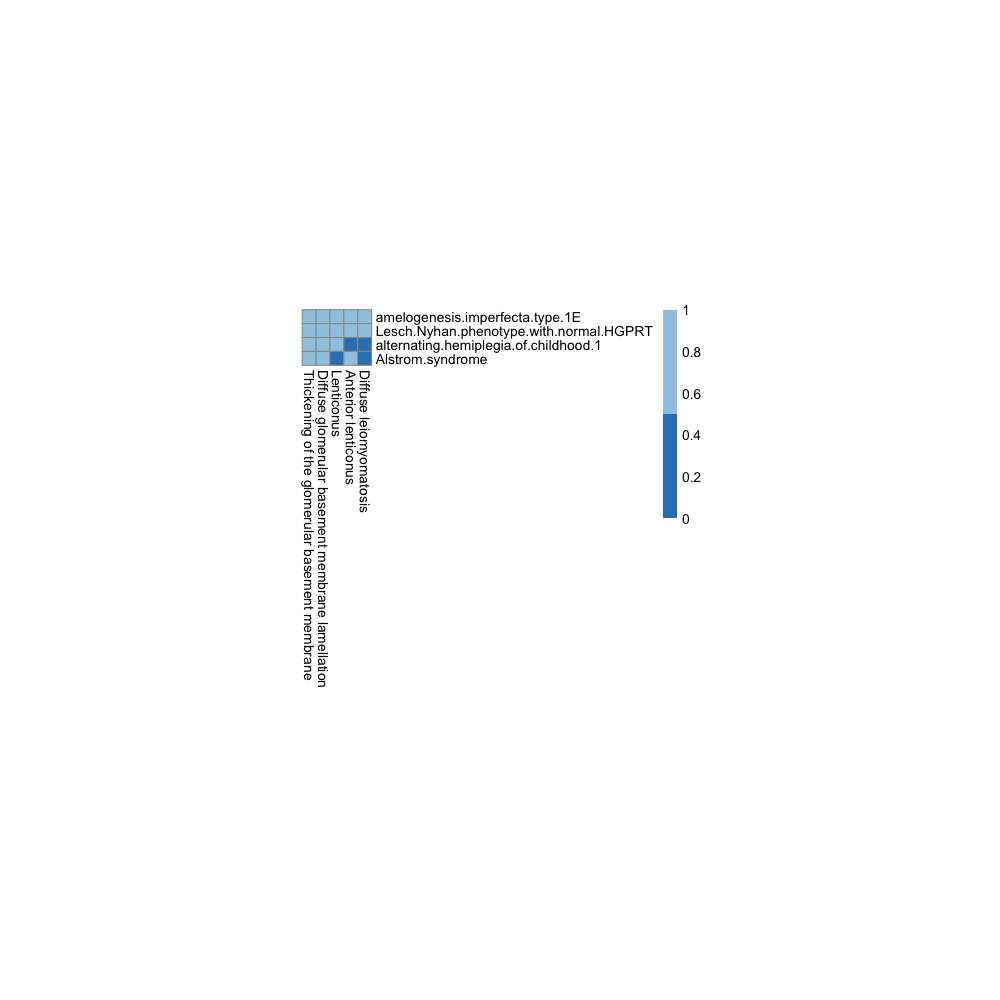 amelogenesis.imperfecta.type.1E
Lesch.Nyhan.phenotype.with.normal.HGPRT
alternating.hemiplegia.of.childhood.1
Alstrom.syndrome
Thickening of the glomerular basement membrane
Diffuse glomerular basement membrane lamellation
Lenticonus
Anterior lenticonus
Diffuse leiomyomatosis
1
0.8
0.6
0.4
0.2
0